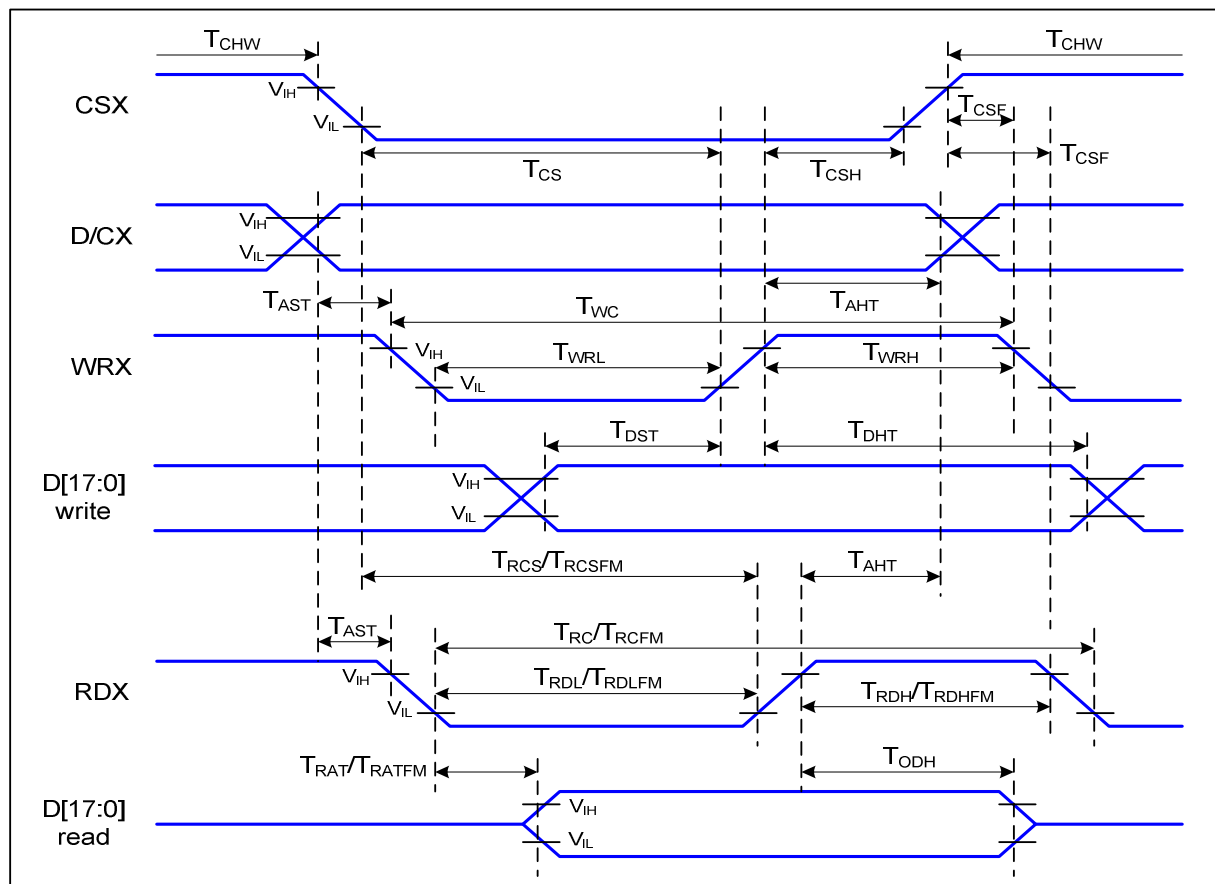 TCHW TCHW
CSX VIH
VIL
TCSF
TCS TCSH TCSF
D/CX VIH
VIL
TAST TWC TAHT
WRX VIH TWRL TWRH
VIL
TDST TDHT
D[17:0] write VIH
VIL
TRCS/TRCSFM TAHT
TAST TRC/TRCFM
RDX VIH TRDL/TRDLFM TRDH/TRDHFM
VIL
TRAT/TRATFM TODH
D[17:0] read VIH
VIL